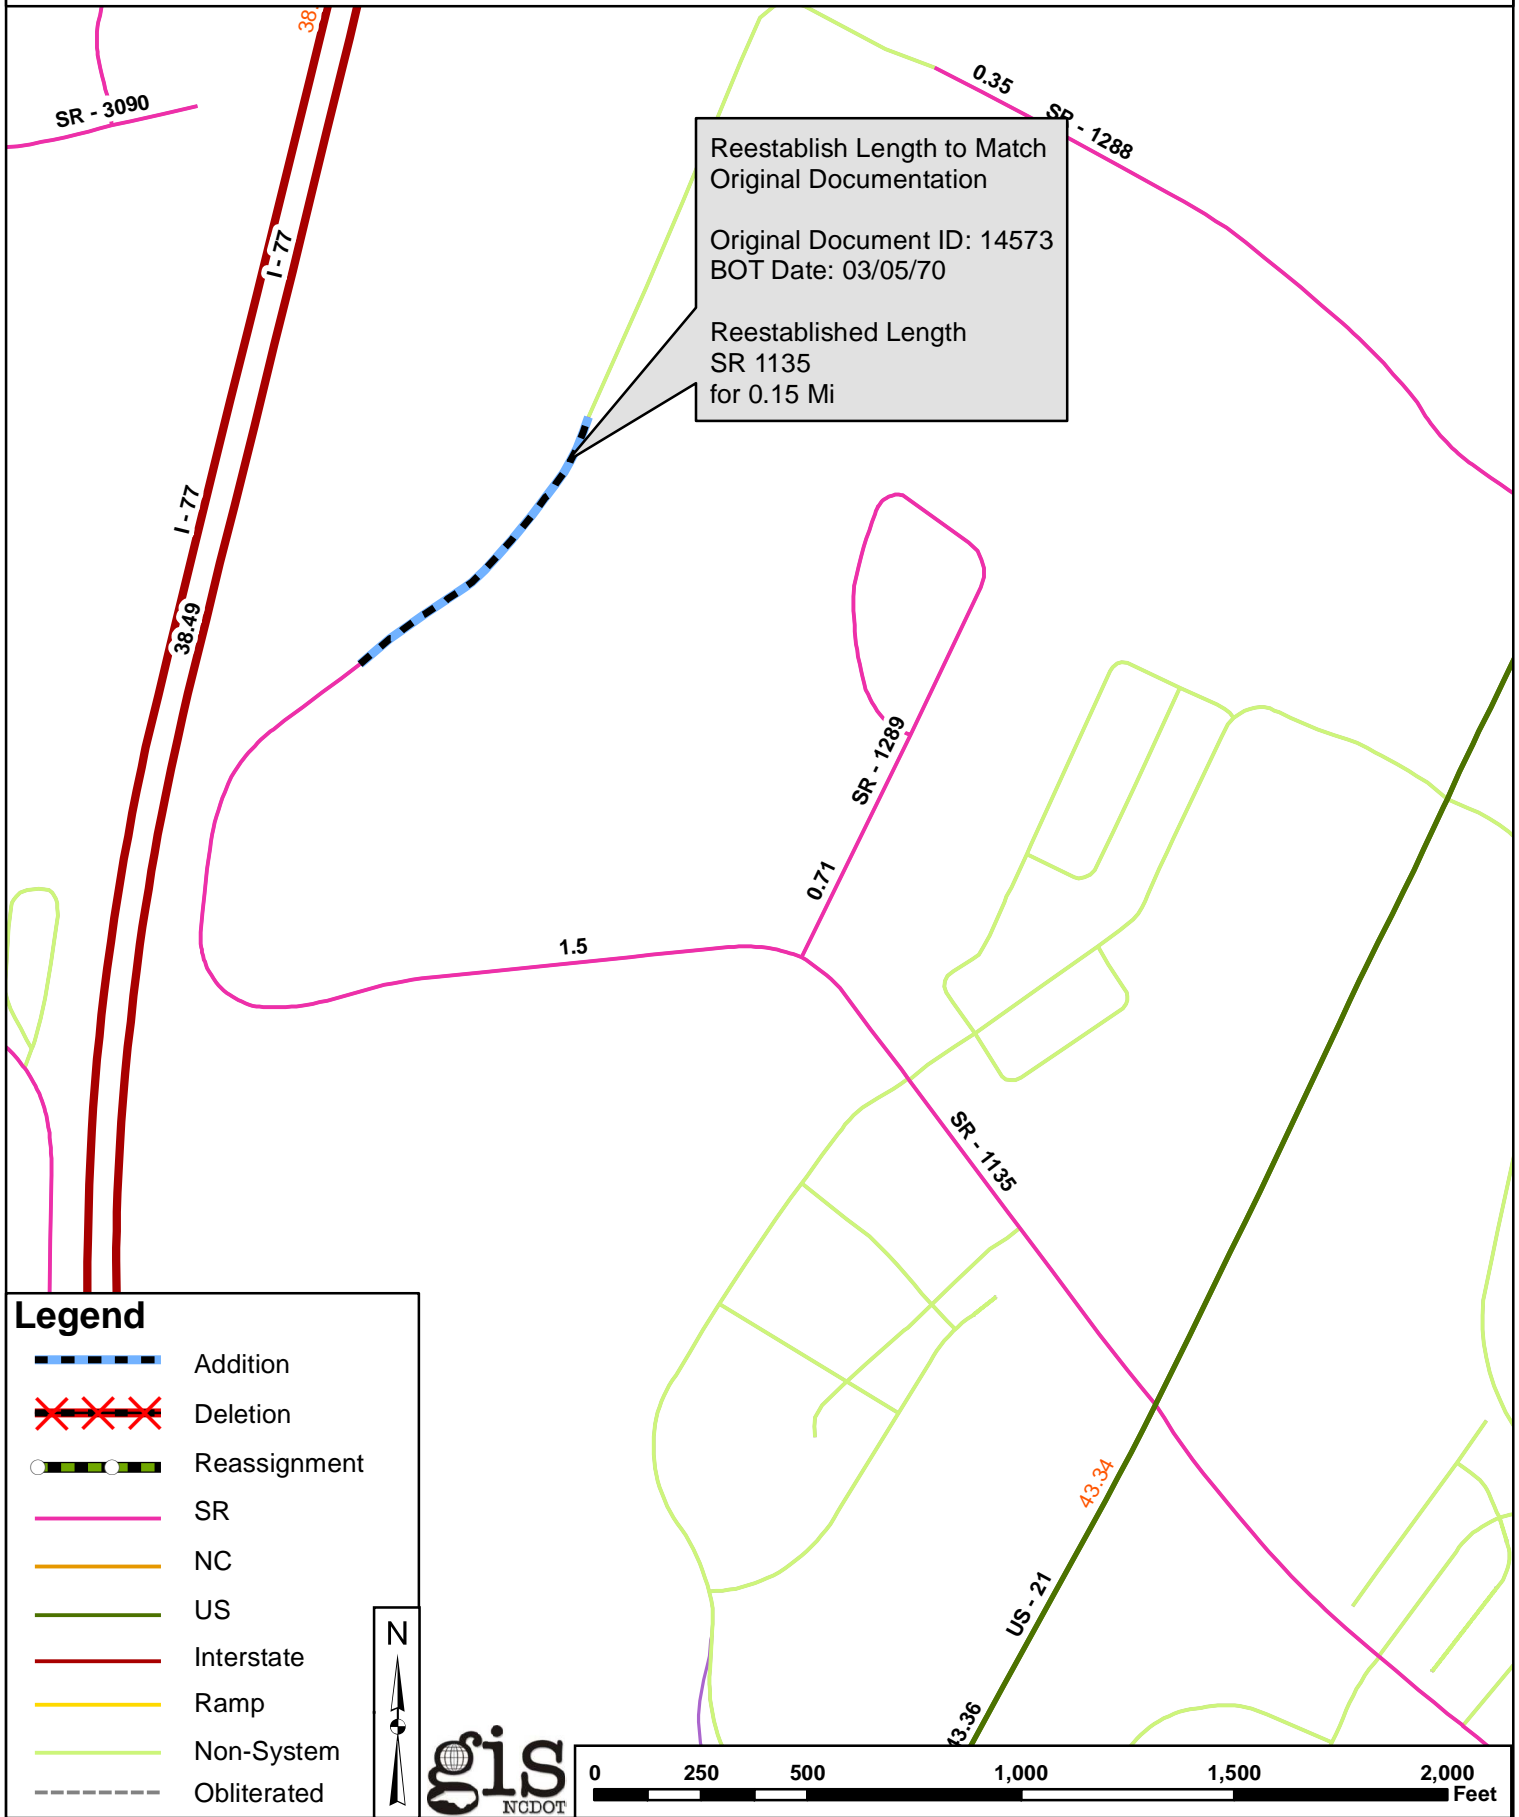 38.
SR - 3090
0.35
SR - 1288
Reestablish Length to Match
Original Documentation
Original Document ID: 14573
BOT Date: 03/05/70
Reestablished Length
SR 1135
for 0.15 Mi
I - 77
I - 77
38.49
SR - 1289
0.71
1.5
SR - 1135
43.34
US - 21
43.36
Legend
Addition
Deletion
Reassignment
SR
NC
US
Interstate
Ramp
Non-System
Obliterated
N
gis
NCDOT
0 250 500 1,000 1,500 2,000
Feet